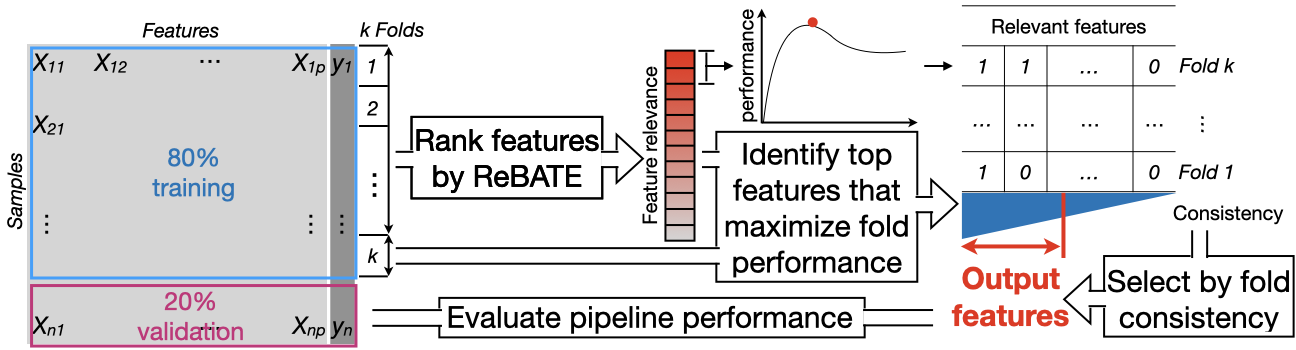 Features
k Folds
Samples
X11 X12 ... X1p y1
X21
80%
training
⋮ ⋮ ⋮
20%
validation
Xn1 ... Xnp yn
1
2
⋮
k
Rank features
by ReBATE
Feature relevance
performance
Identify top
features that
maximize fold
performance
Relevant features
1 1 ... 0 Fold k
... ... ... ... ⋮
1 0 ... 0 Fold 1
Consistency
Output
features
Select by fold
consistency
Evaluate pipeline performance